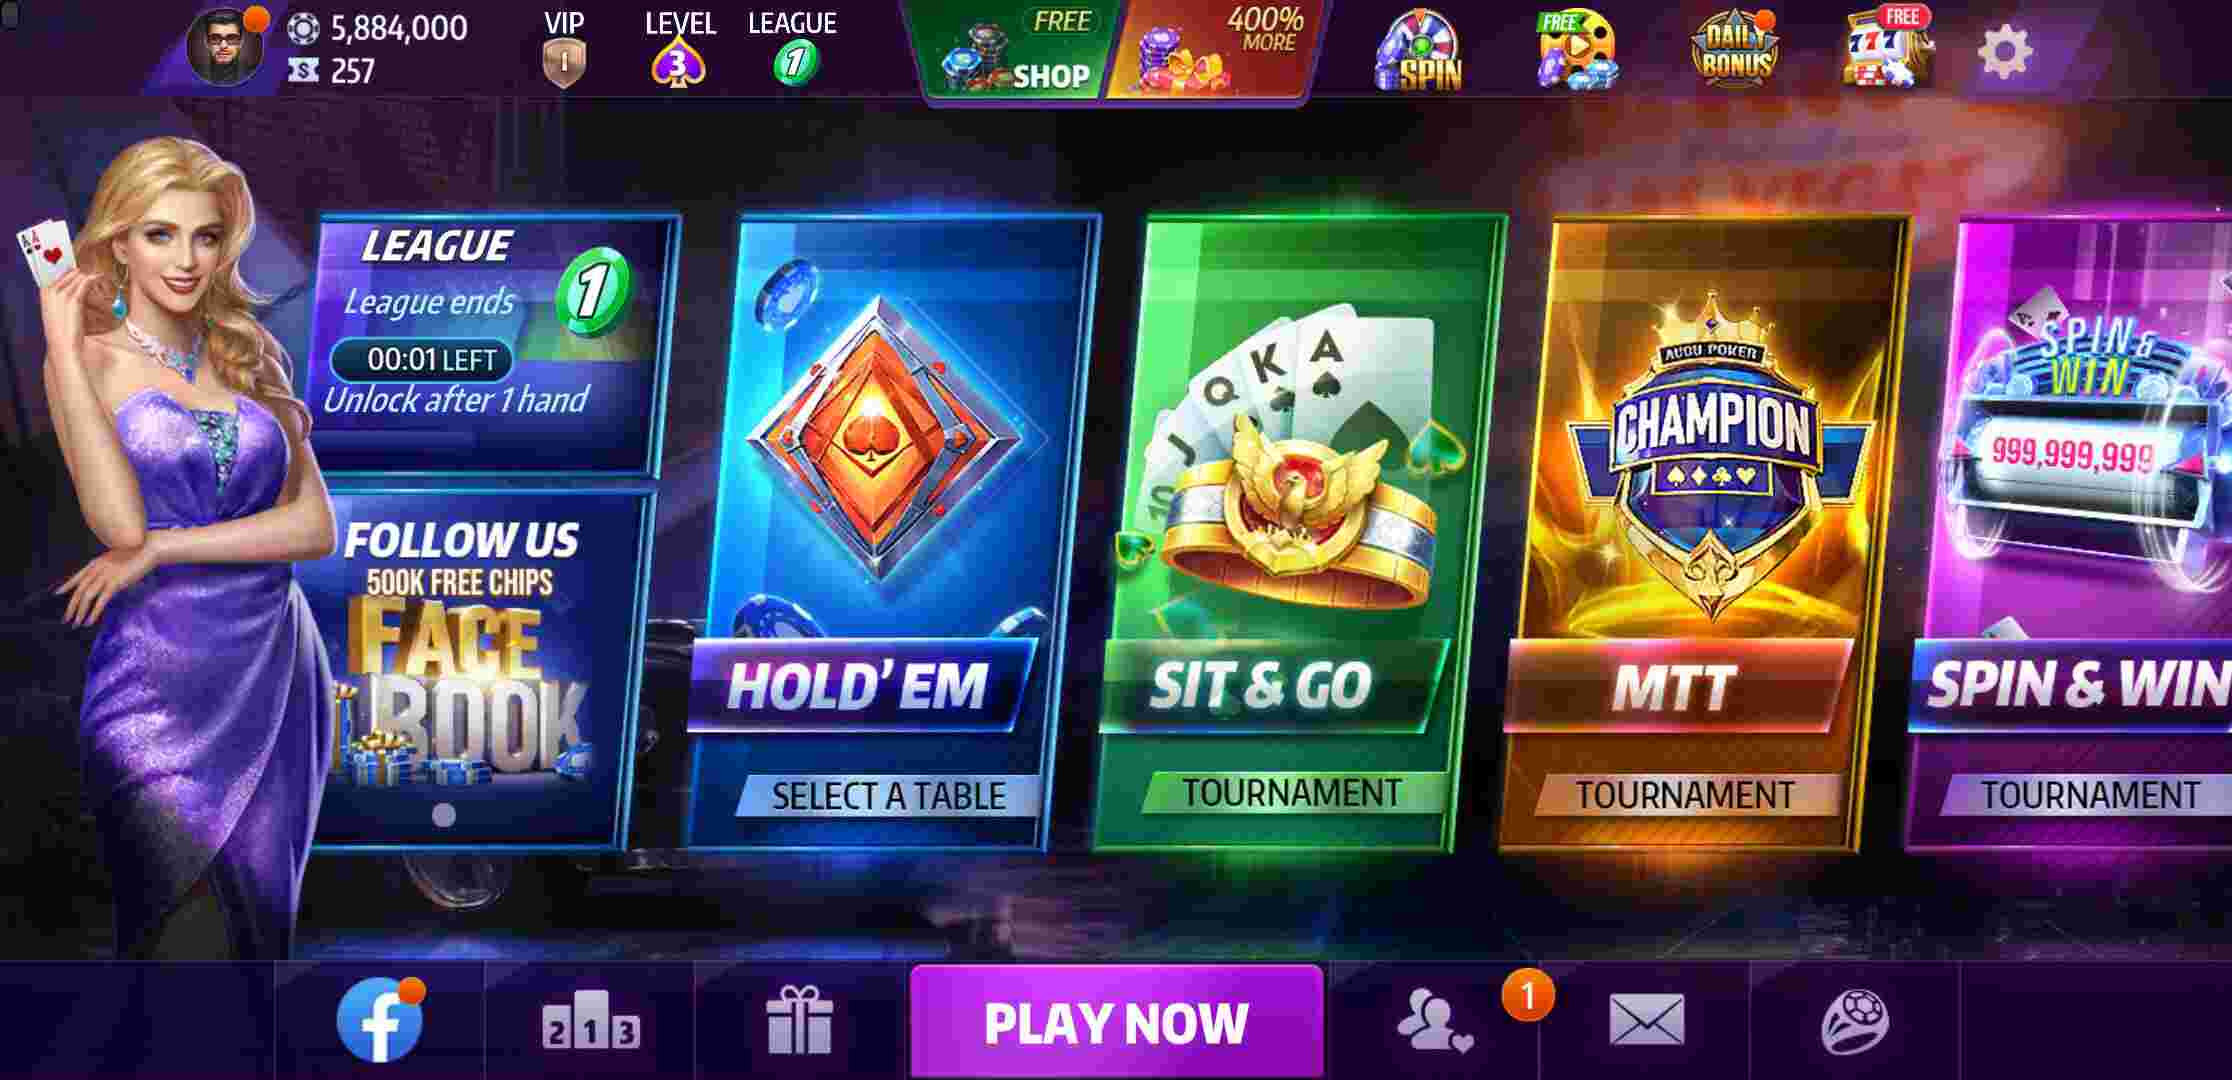 5,884,000
257
VIP
1
LEVEL
3
LEAGUE
1
FREE
SHOP
400%
MORE
SPIN
FREE
DAILY
BONUS
FREE
777
LEAGUE
League ends
1
00:01 LEFT
Unlock after 1 hand
FOLLOW US
500K FREE CHIPS
FACE
BOOK
HOLD' EM
SELECT A TABLE
A
K
Q
J
10
SIT & GO
TOURNAMENT
CHAMPION
MTT
TOURNAMENT
SPIN &
WIN
999,999,999
SPIN & WIN
TOURNAMENT
f
2 1 3
PLAY NOW
1